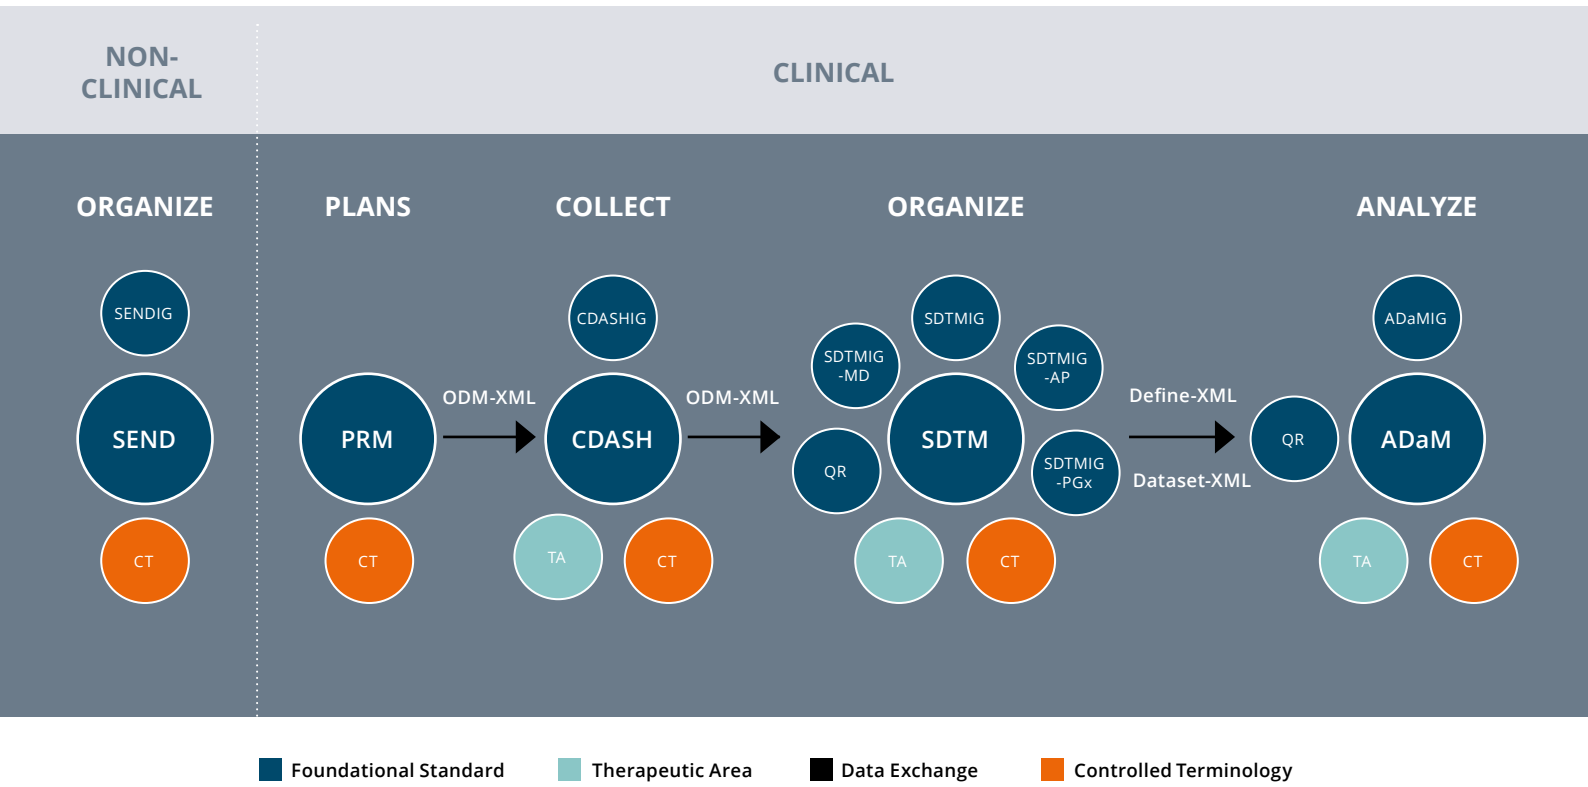 NON-
CLINICAL
CLINICAL
ORGANIZE
PLANS
COLLECT
ORGANIZE
ANALYZE
SENDIG
SEND
CT
PRM
CT
ODM-XML
CDASHIG
CDASH
TA
CT
ODM-XML
SDTMIG
SDTMIG
-MD
SDTMIG
-AP
SDTM
QR
SDTMIG
-PGx
TA
CT
Define-XML
Dataset-XML
ADaMIG
QR
ADaM
TA
CT
Foundational Standard
Therapeutic Area
Data Exchange
Controlled Terminology